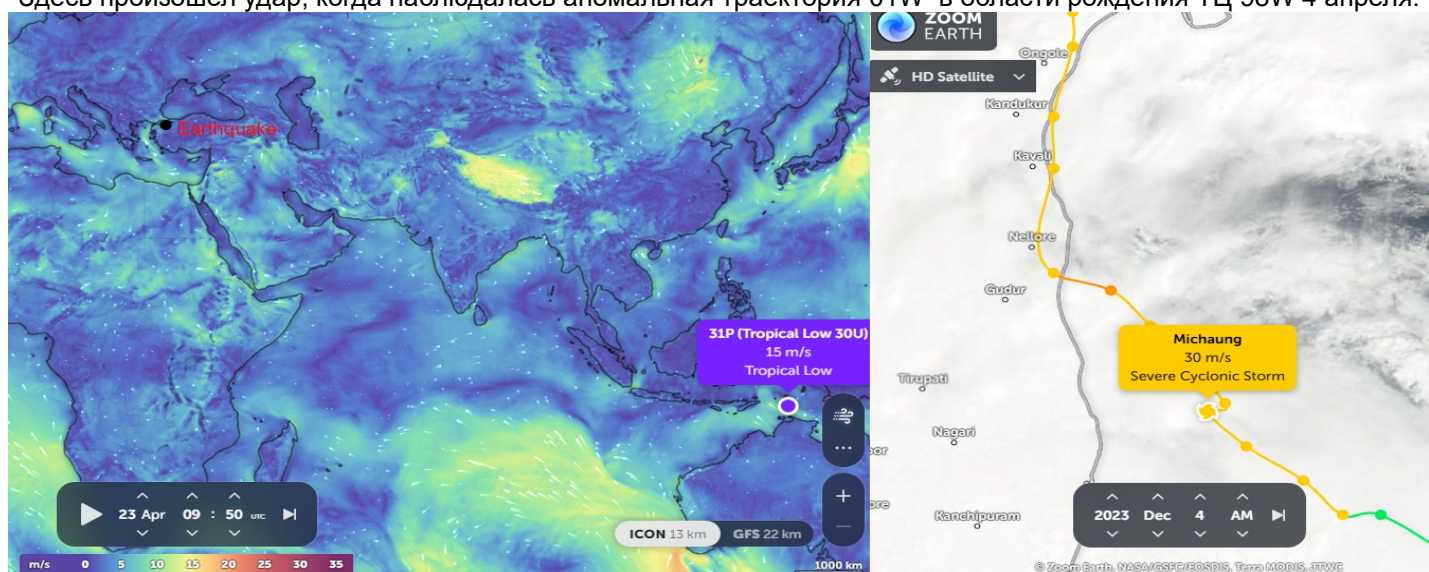 Здесь произошел удар, когда наблюдалась аномальная траектория 01W в области рождения ТЦ 98W 4 апреля.
Earthquake
31P (Tropical Low 30U)
15 m/s
Tropical Low
23 Apr 09 : 50 UTC
ICON 13 km GFS 22 km
m/s 0 5 10 15 20 25 30 35
1000 km
ZOOM
EARTH
HD Satellite
Ongole
Kandukur
Kavali
Nellore
Gudur
Michaung
30 m/s
Severe Cyclonic Storm
Tirupati
Nagari
Kanchipuram
2023 Dec 4 AM
© Zoom Earth, NASA/GSFC/EOSDIS, Terra MODIS, JTWC